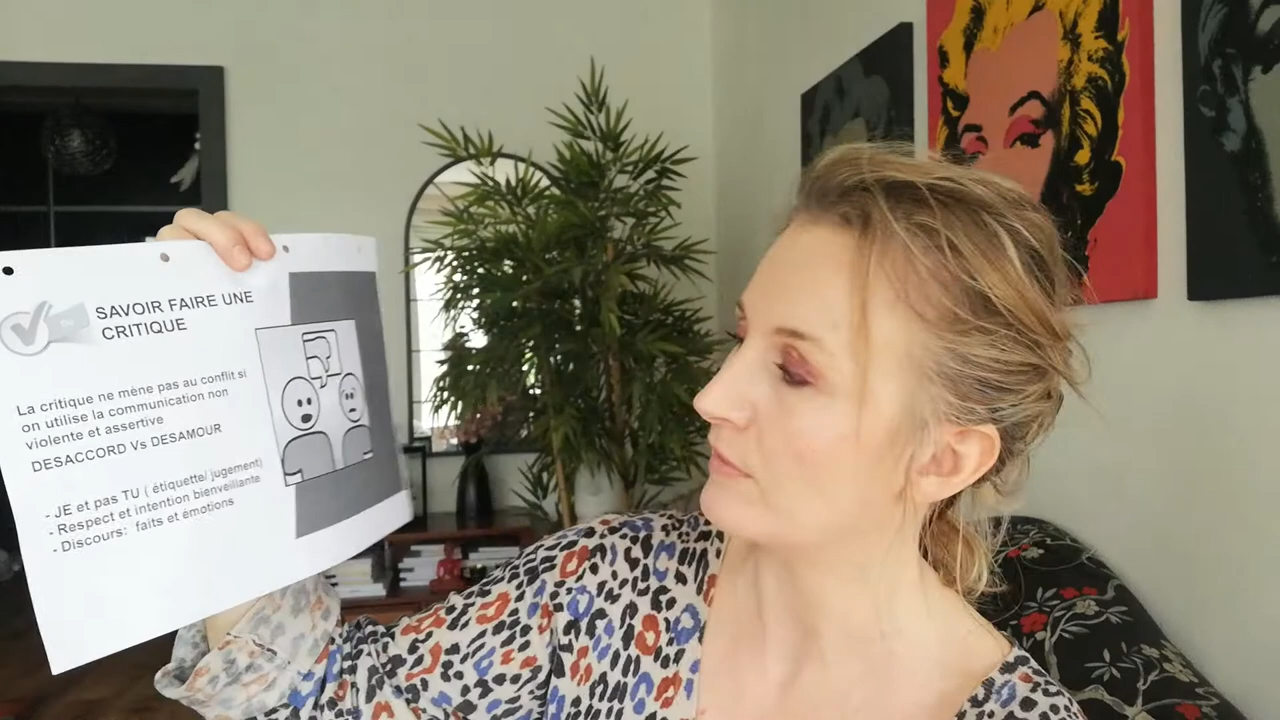 SAVOIR FAIRE UNE
CRITIQUE
La critique ne mène pas au conflit si
on utilise la communication non
violente et assertive
DESACCORD Vs DESAMOUR
- JE et pas TU ( étiquette/ jugement)
- Respect et intention bienveillante
- Discours: faits et émotions